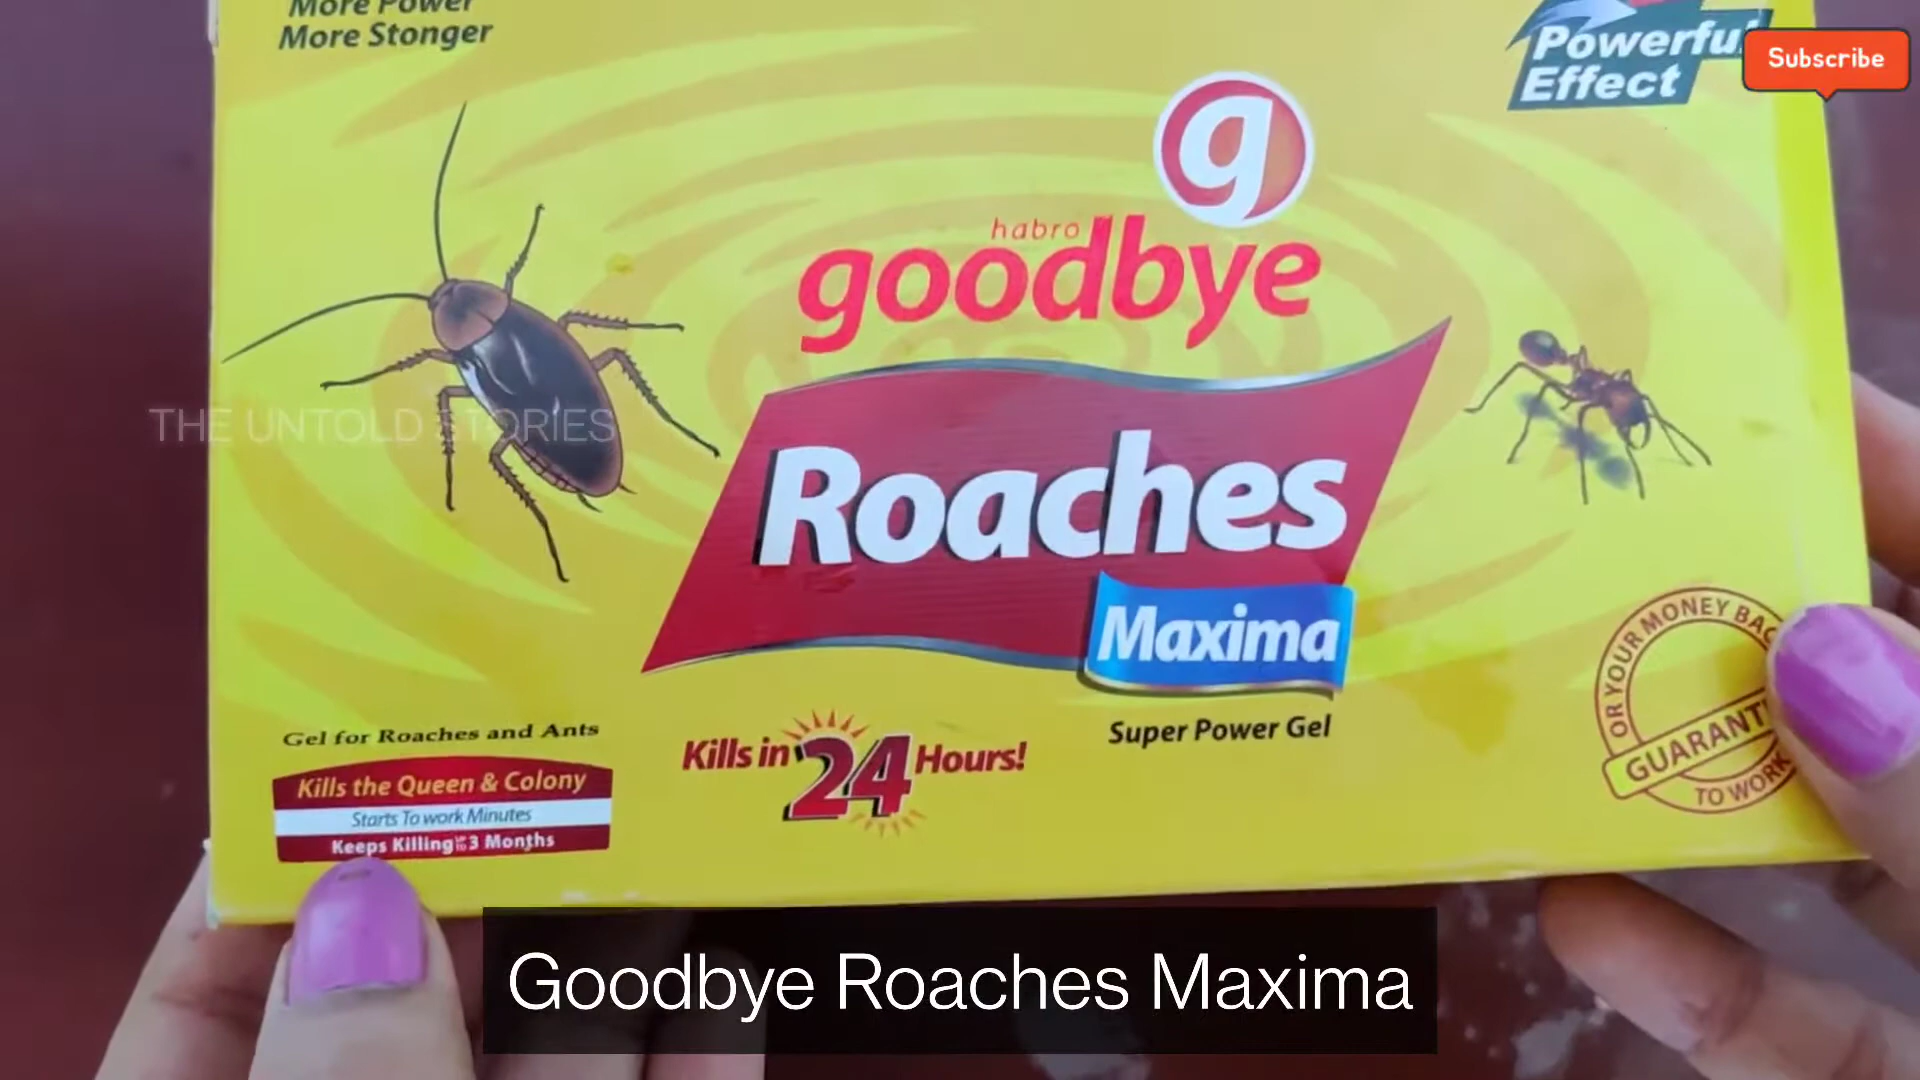 More Power
More Stonger
Powerful
Effect
Subscribe
g
habro
goodbye
THE UNTOLD STORIES
Roaches
Maxima
Super Power Gel
Gel for Roaches and Ants
Kills the Queen & Colony
Starts To work Minutes
Keeps Killing up to 3 Months
Kills in 24 Hours!
OR YOUR MONEY BAC
GUARANT
TO WORK
Goodbye Roaches Maxima